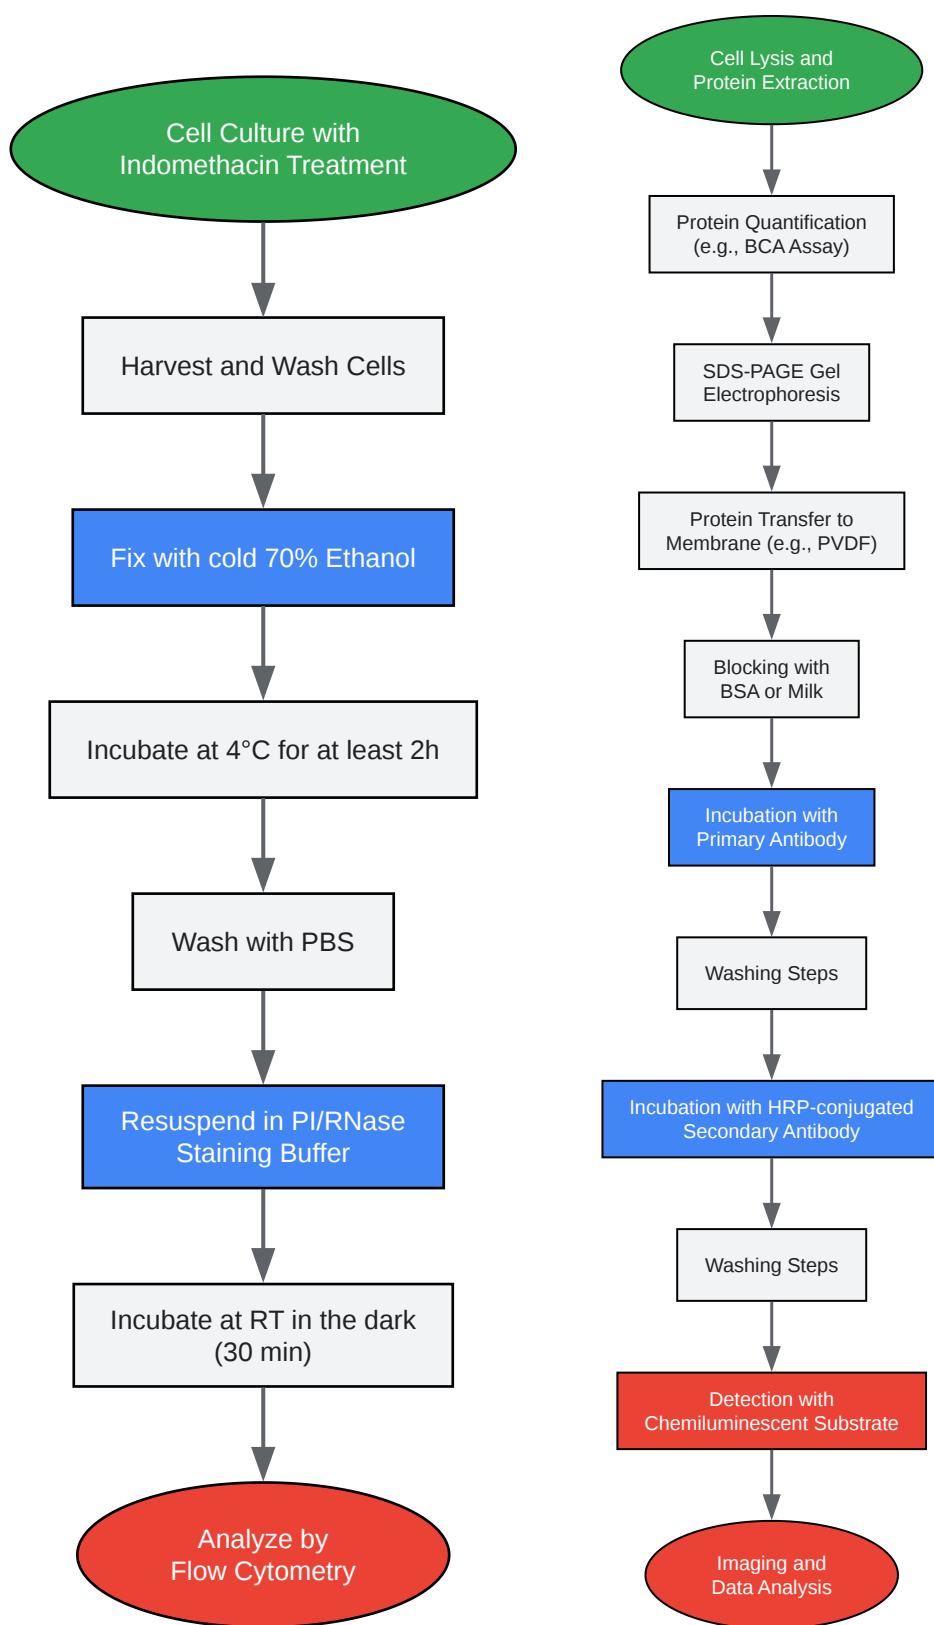 Cell Culture with
Indomethacin Treatment
Harvest and Wash Cells
Fix with cold 70% Ethanol
Incubate at 4°C for at least 2h
Wash with PBS
Resuspend in PI/RNase
Staining Buffer
Incubate at RT in the dark
(30 min)
Analyze by
Flow Cytometry
Cell Lysis and
Protein Extraction
Protein Quantification
(e.g., BCA Assay)
SDS-PAGE Gel
Electrophoresis
Protein Transfer to
Membrane (e.g., PVDF)
Blocking with
BSA or Milk
Incubation with
Primary Antibody
Washing Steps
Incubation with HRP-conjugated
Secondary Antibody
Washing Steps
Detection with
Chemiluminescent Substrate
Imaging and
Data Analysis